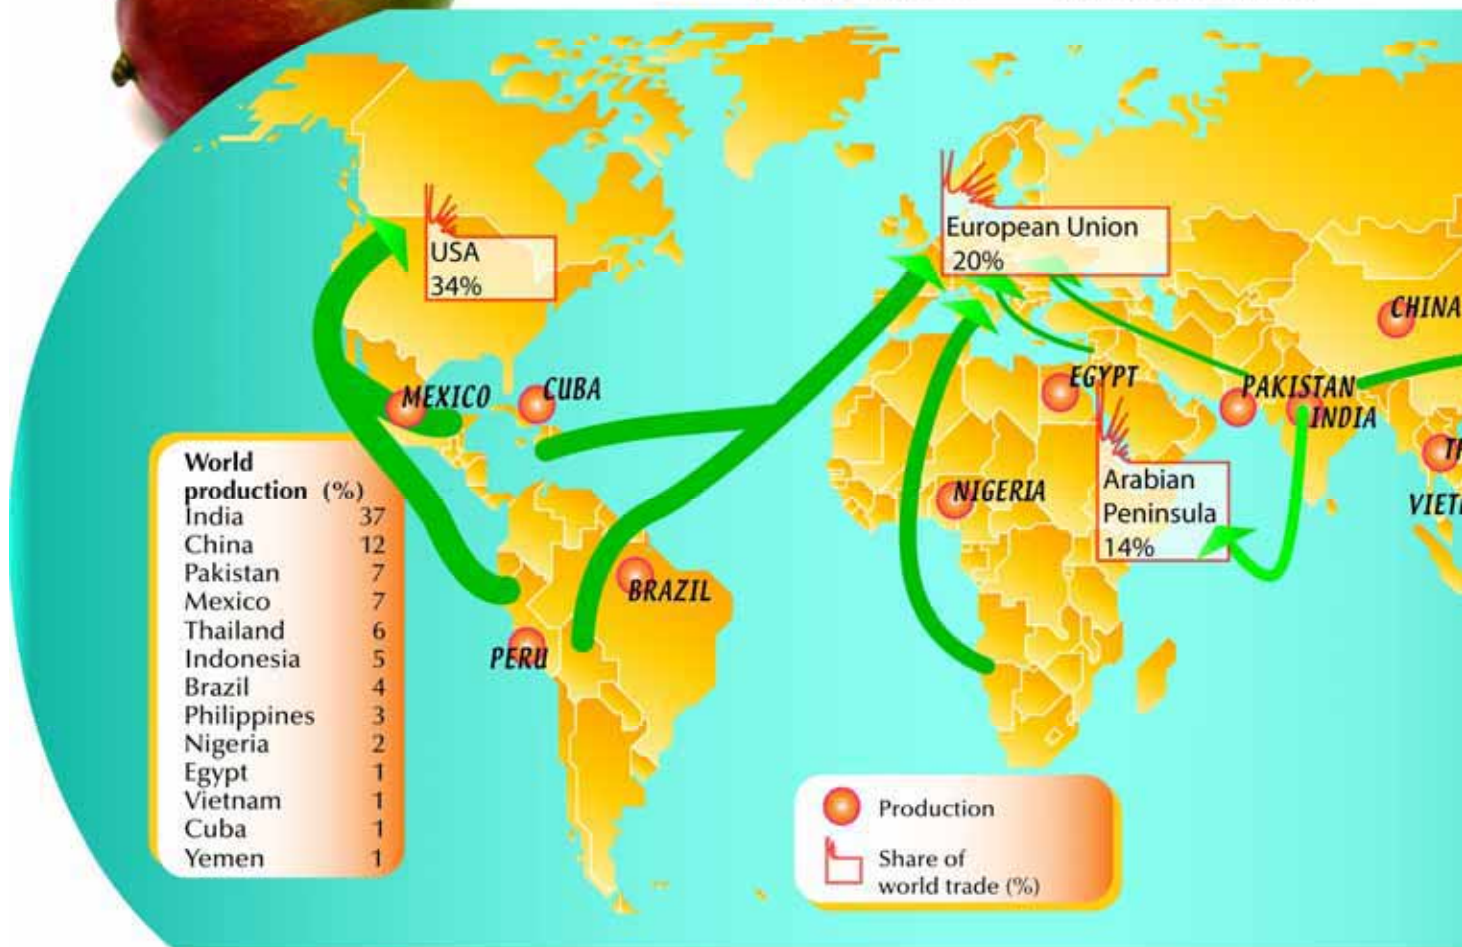 USA
34%
European Union
20%
CHINA
MEXICO
CUBA
EGYPT
PAKISTAN
INDIA
NIGERIA
Arabian
Peninsula
14%
BRAZIL
PERU
World
production (%)
India 37
China 12
Pakistan 7
Mexico 7
Thailand 6
Indonesia 5
Brazil 4
Philippines 3
Nigeria 2
Egypt 1
Vietnam 1
Cuba 1
Yemen 1
Production
Share of
world trade (%)